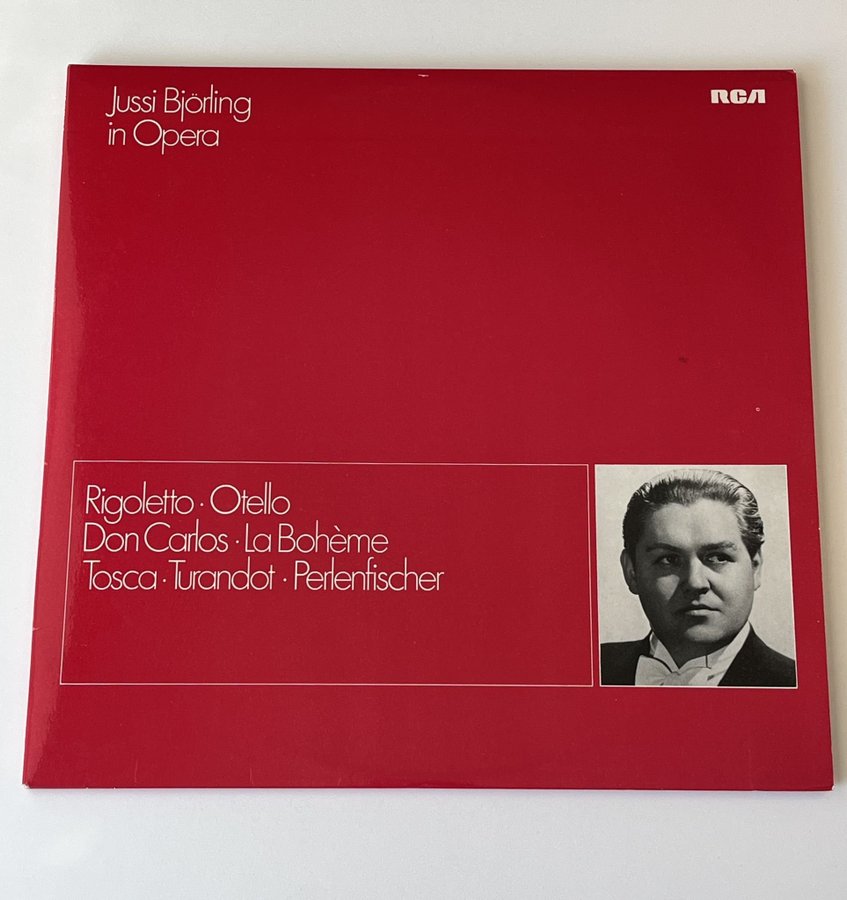 Jussi Björling
in Opera
RCA
Rigoletto · Otello
Don Carlos · La Bohème
Tosca · Turandot · Perlenfischer